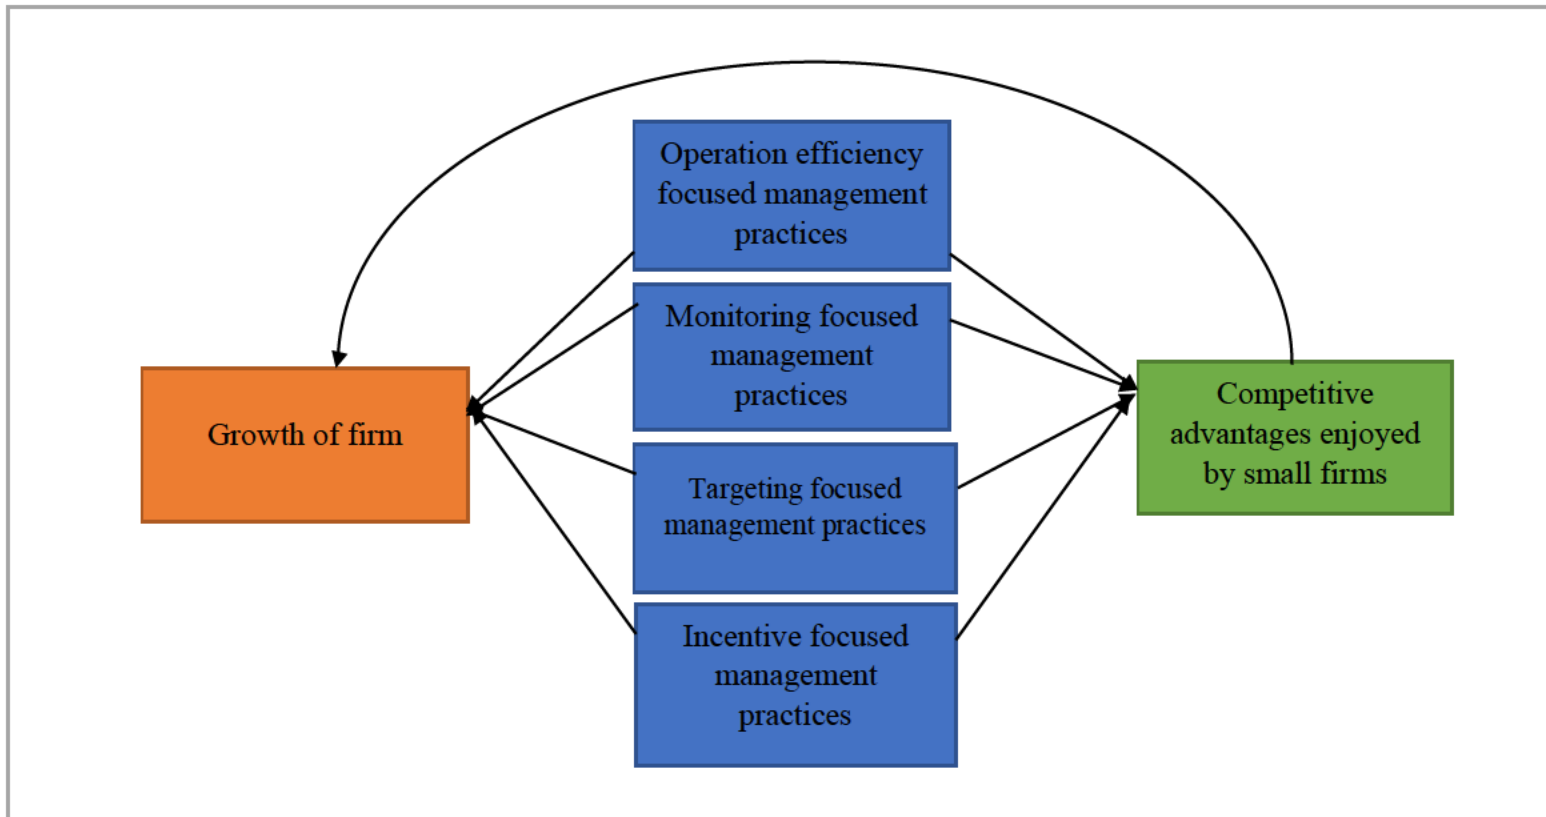 Operation efficiency
focused management
practices
Monitoring focused
management
practices
Growth of firm
Competitive
advantages enjoyed
by small firms
Targeting focused
management practices
Incentive focused
management
practices